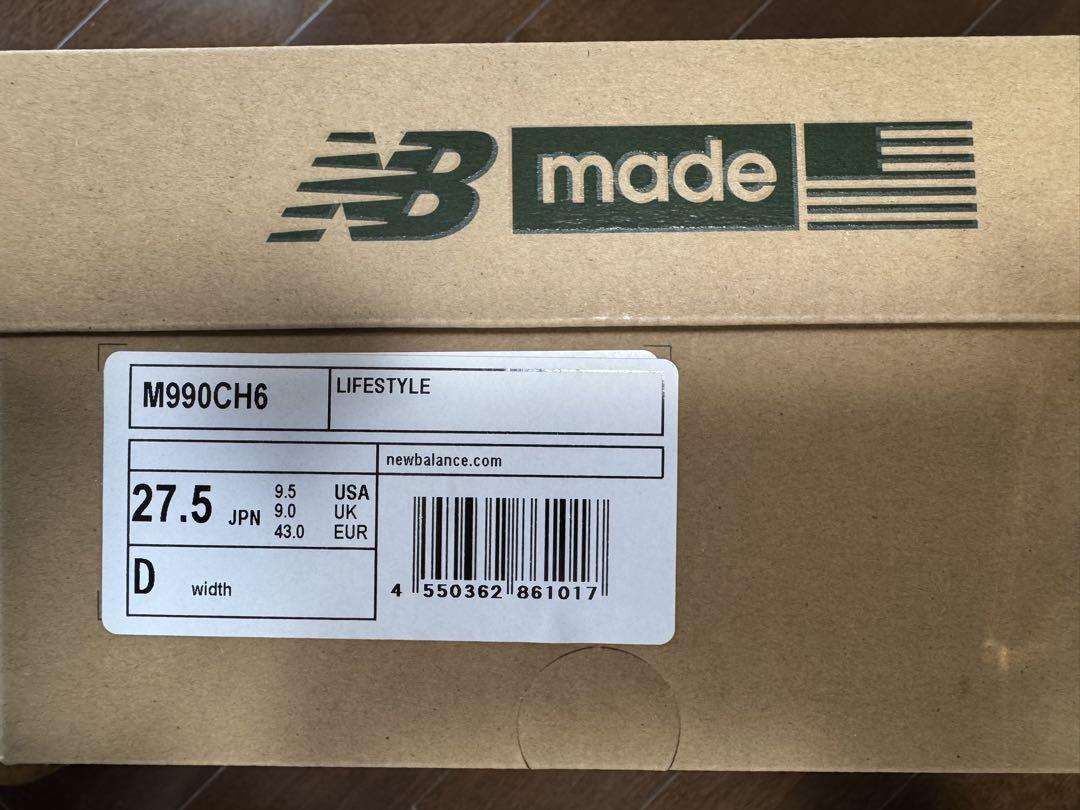 NB made
M990CH6
LIFESTYLE
newbalance.com
27.5 JPN
9.5 USA
9.0 UK
43.0 EUR
D width
4 550362 861017